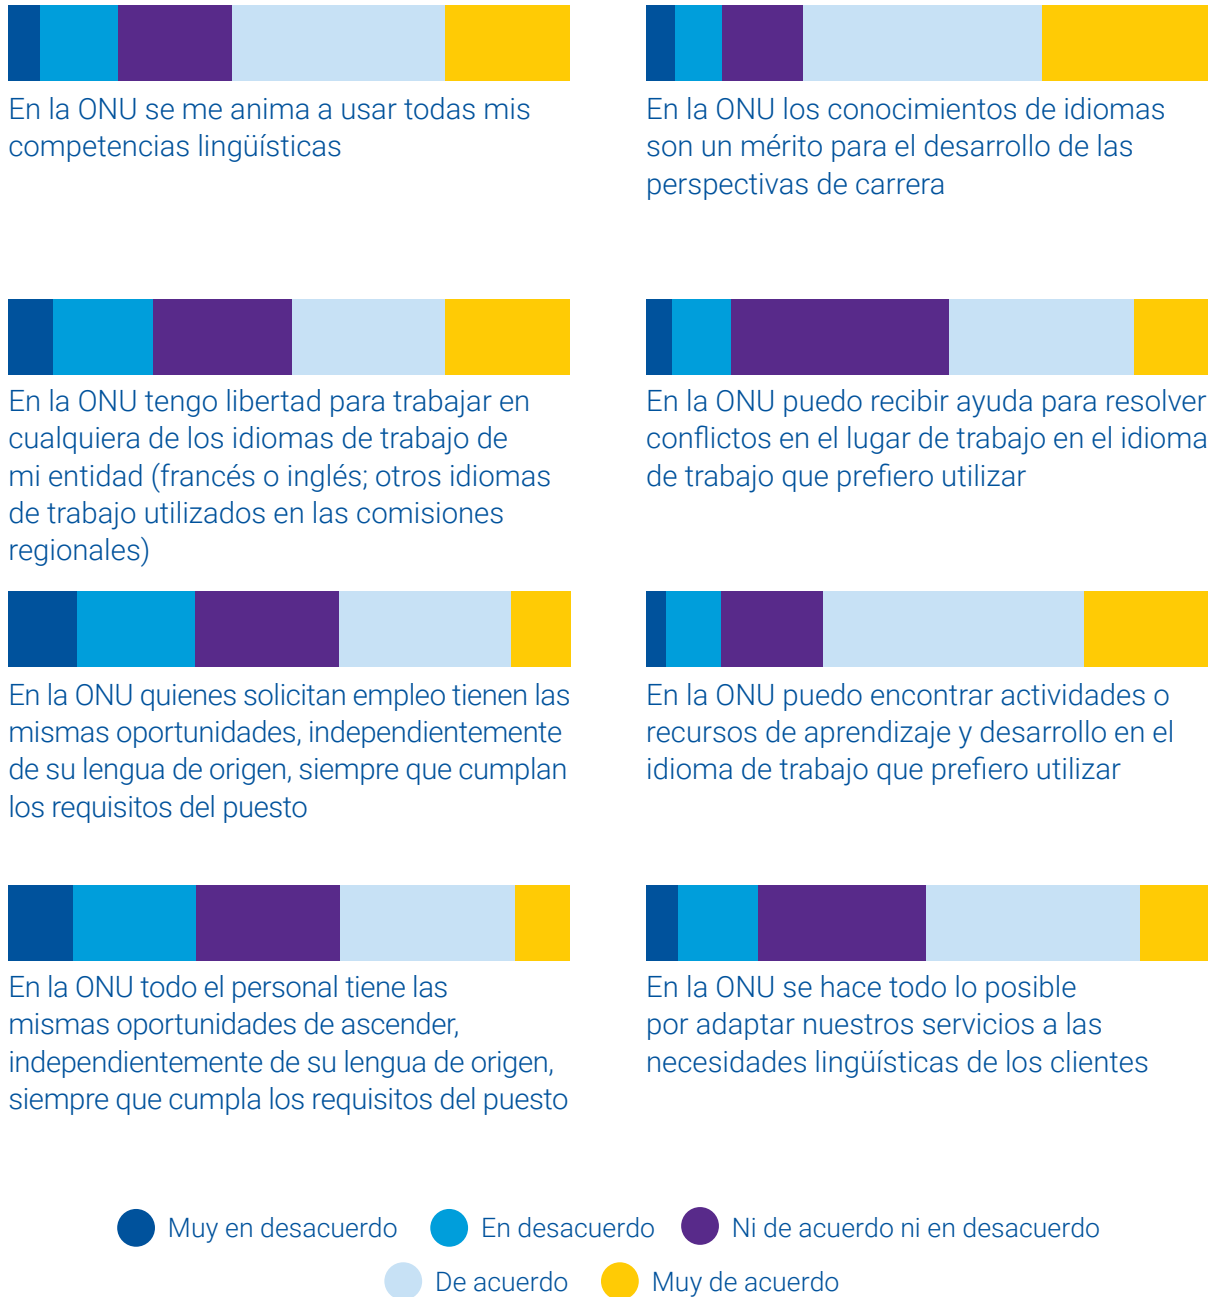 En la ONU se me anima a usar todas mis
competencias lingüísticas
En la ONU los conocimientos de idiomas
son un mérito para el desarrollo de las
perspectivas de carrera
En la ONU tengo libertad para trabajar en
cualquiera de los idiomas de trabajo de
mi entidad (francés o inglés; otros idiomas
de trabajo utilizados en las comisiones
regionales)
En la ONU puedo recibir ayuda para resolver
conflictos en el lugar de trabajo en el idioma
de trabajo que prefiero utilizar
En la ONU quienes solicitan empleo tienen las
mismas oportunidades, independientemente
de su lengua de origen, siempre que cumplan
los requisitos del puesto
En la ONU puedo encontrar actividades o
recursos de aprendizaje y desarrollo en el
idioma de trabajo que prefiero utilizar
En la ONU todo el personal tiene las
mismas oportunidades de ascender,
independientemente de su lengua de origen,
siempre que cumpla los requisitos del puesto
En la ONU se hace todo lo posible
por adaptar nuestros servicios a las
necesidades lingüísticas de los clientes
Muy en desacuerdo En desacuerdo Ni de acuerdo ni en desacuerdo
De acuerdo Muy de acuerdo